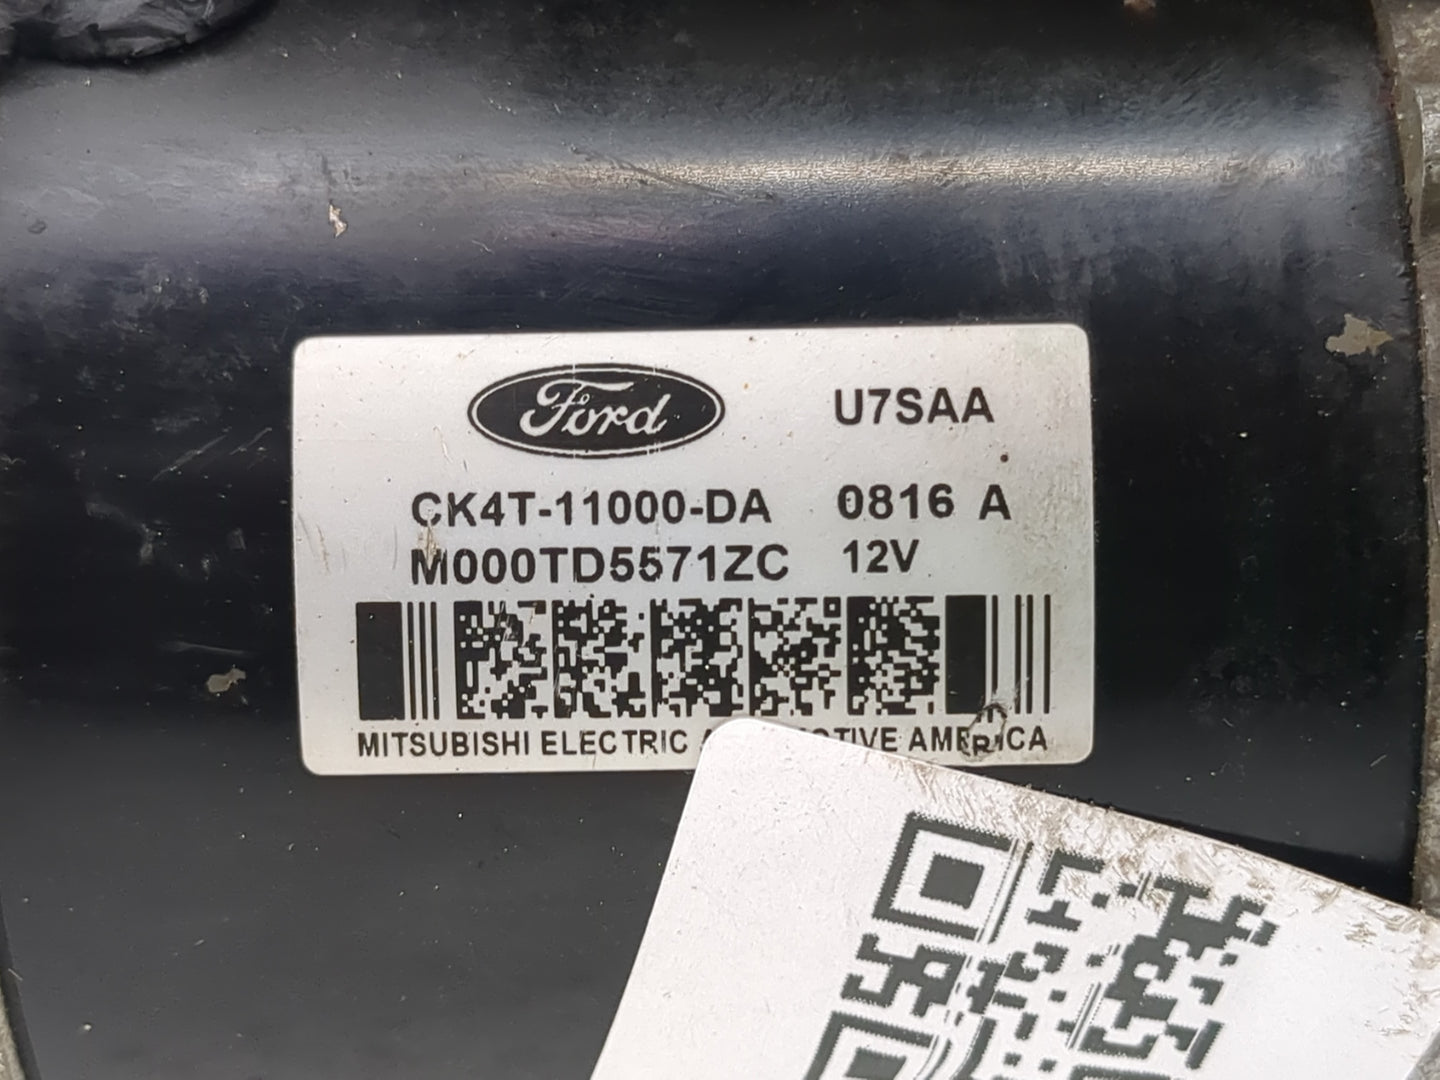 Ford U7SAA
CK4T-11000-DA 0816 A
M000TD5571ZC 12V
MITSUBISHI ELECTRIC AMERICA